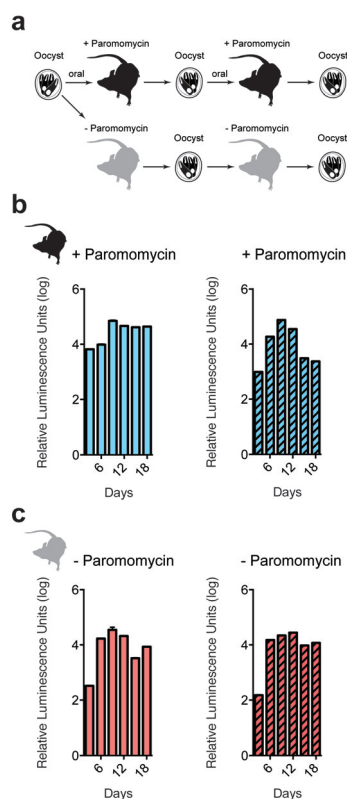 a
+ Paromomycin
+ Paromomycin
Oocyst
oral
Oocyst
oral
Oocyst
- Paromomycin
Oocyst
- Paromomycin
Oocyst
b
+ Paromomycin
+ Paromomycin
Relative Luminescence Units (log)
6
4
2
0
6
12
18
Days
Relative Luminescence Units (log)
6
4
2
0
6
12
18
Days
c
- Paromomycin
- Paromomycin
Relative Luminescence Units (log)
6
4
2
0
6
12
18
Days
Relative Luminescence Units (log)
6
4
2
0
6
12
18
Days